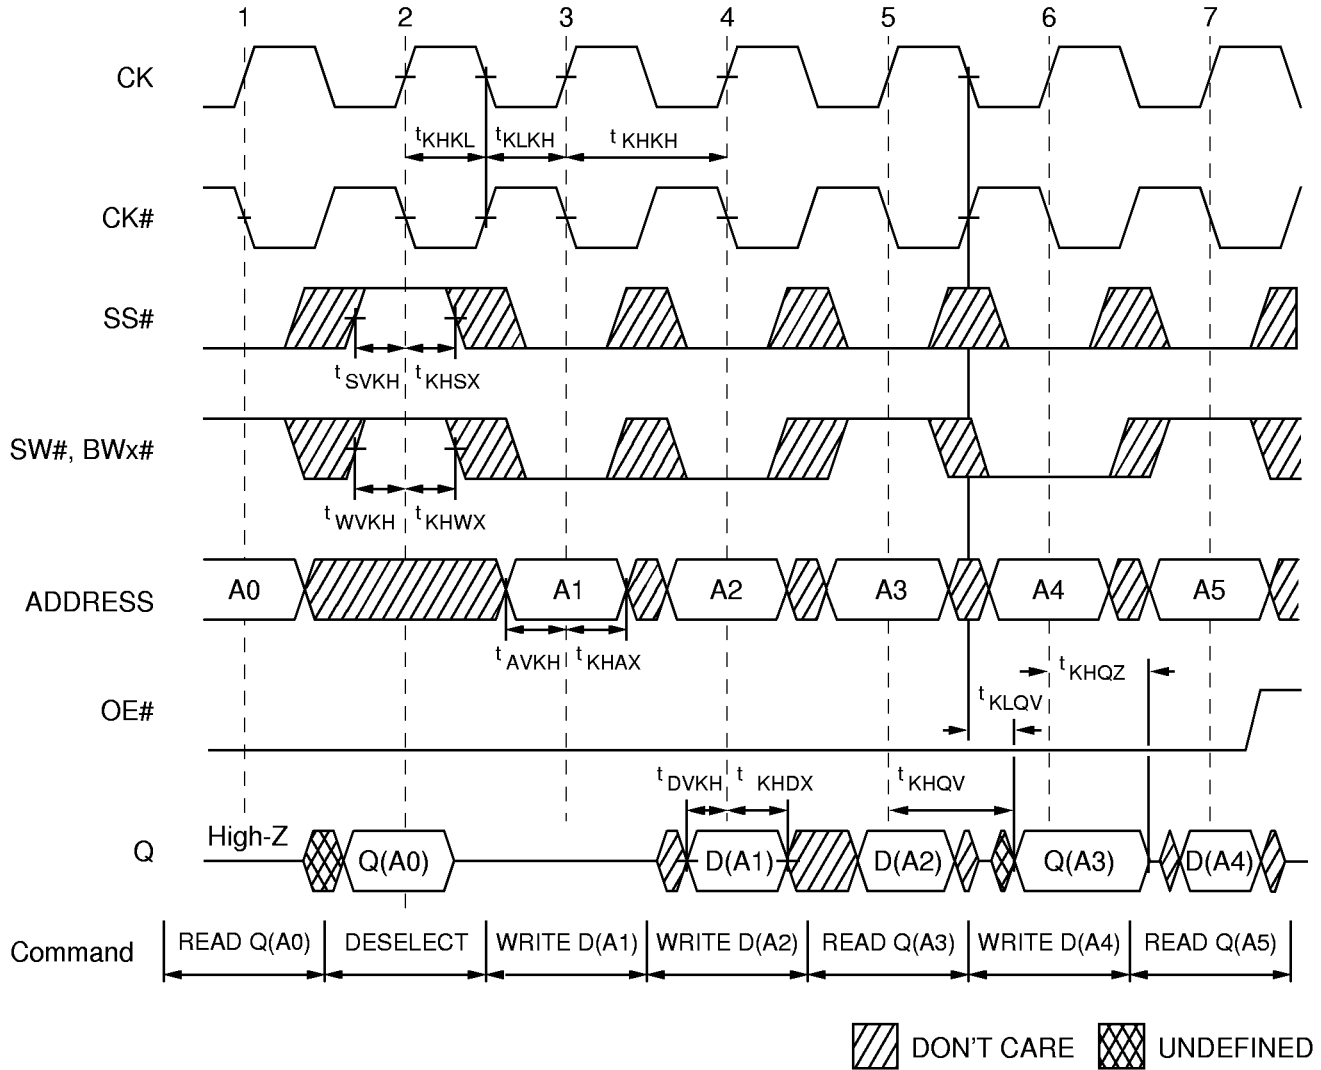 1 2 3 4 5 6 7
CK
tKHKL tKLKH tKHKH
CK#
SS#
tSVKH tKHSX
SW#, BWx#
tWVKH tKHWX
ADDRESS A0 A1 A2 A3 A4 A5
tAVKH tKHAX
tKHQZ
OE# tKLQV
tDVKH tKHDX tKHQV
High-Z
Q Q(A0) D(A1) D(A2) Q(A3) D(A4)
Command READ Q(A0) DESELECT WRITE D(A1) WRITE D(A2) READ Q(A3) WRITE D(A4) READ Q(A5)
DON'T CARE UNDEFINED